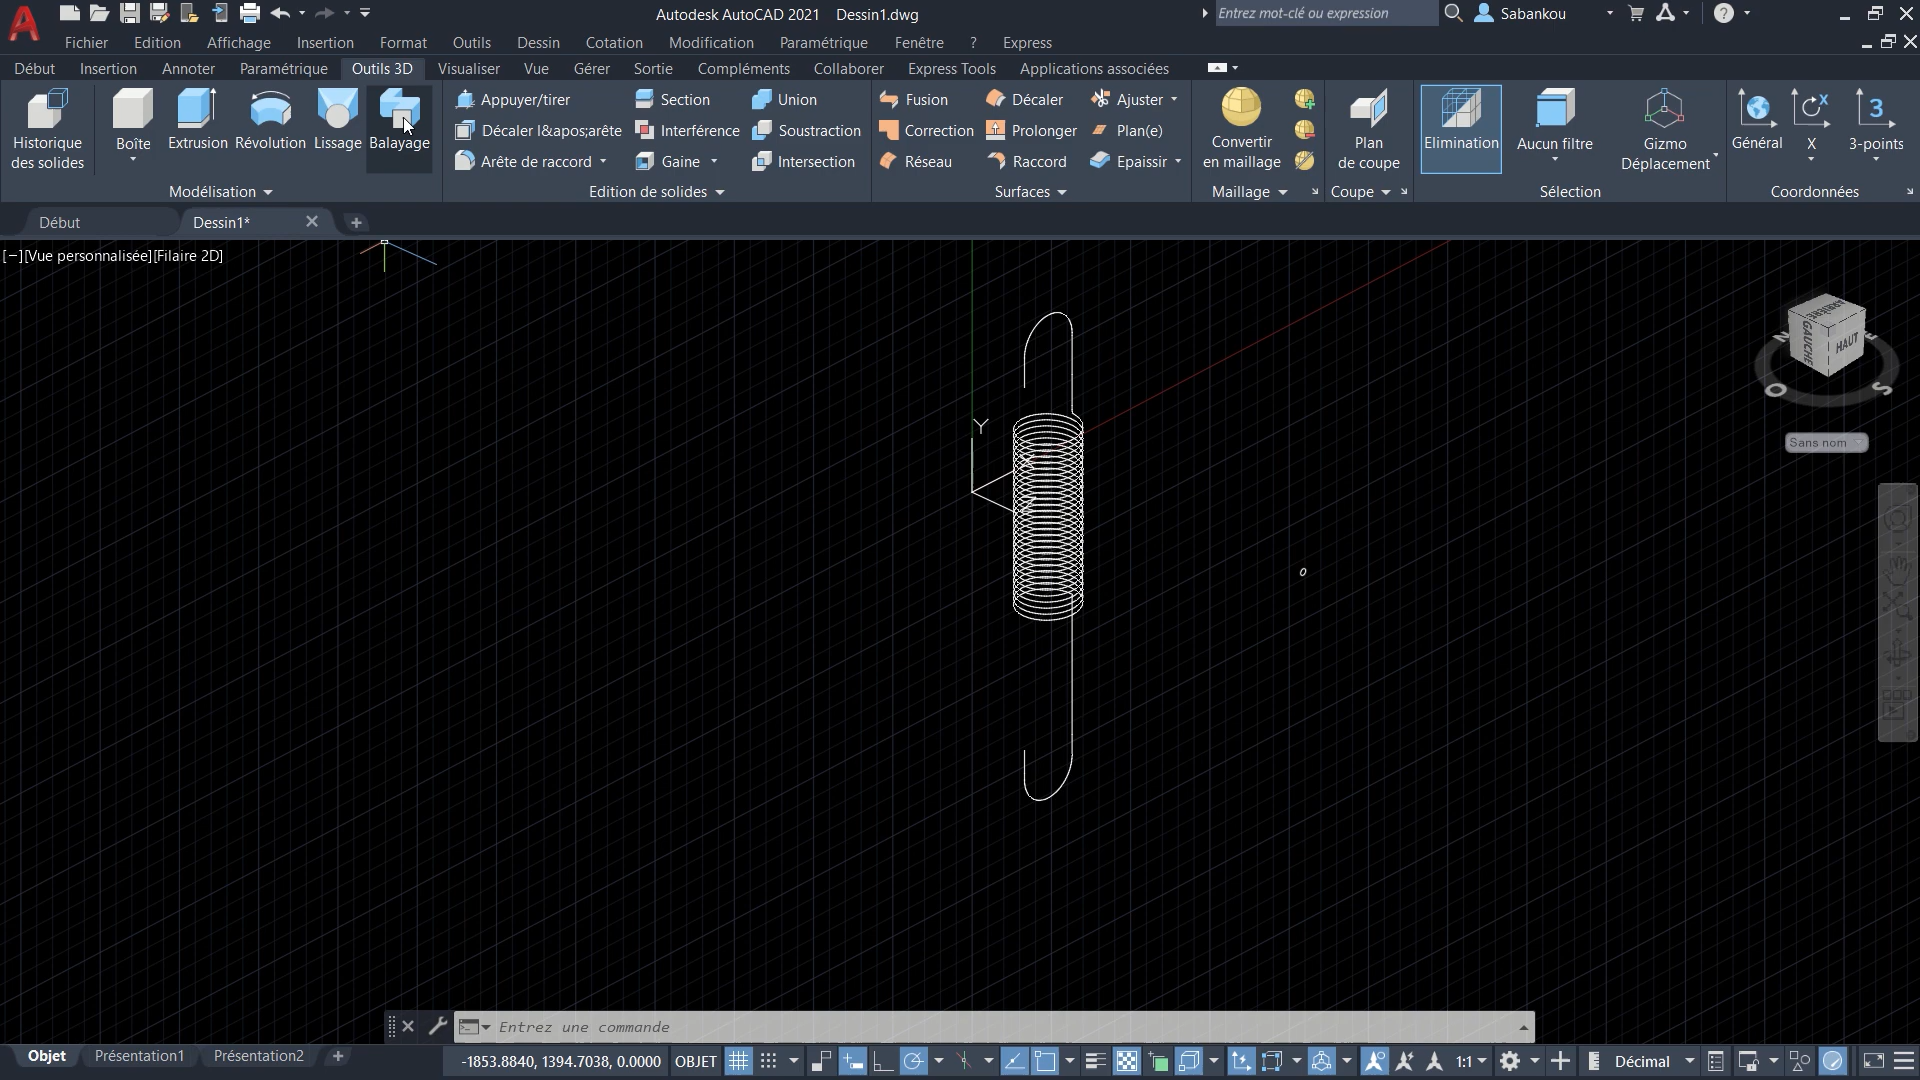 Autodesk AutoCAD 2021 Dessin1.dwg
Entrez mot-clé ou expression
Sabankou
Fichier Edition Affichage Insertion Format Outils Dessin Cotation Modification Paramétrique Fenêtre ? Express
Début Insertion Annoter Paramétrique Outils 3D Visualiser Vue Gérer Sortie Compléments Collaborer Express Tools Applications associées
Historique des solides
Boîte
Extrusion
Révolution
Lissage
Balayage
Modélisation
Appuyer/tirer
Décaler l&apos;arête
Arête de raccord
Section
Interférence
Gaine
Union
Soustraction
Intersection
Edition de solides
Fusion
Correction
Réseau
Décaler
Prolonger
Raccord
Ajuster
Plan(e)
Epaissir
Surfaces
Convertir
en maillage
Maillage
Plan
de coupe
Coupe
Elimination
Aucun filtre
Gizmo
Déplacement
Sélection
Général
X
3
3-points
Coordonnées
Début
Dessin1*
[−][Vue personnalisée][Filaire 2D]
Y
ARRIÈRE
GAUCHE
HAUT
N
E
O
S
Sans nom
Entrez une commande
Objet Présentation1 Présentation2
-1853.8840, 1394.7038, 0.0000 OBJET 1:1 Décimal